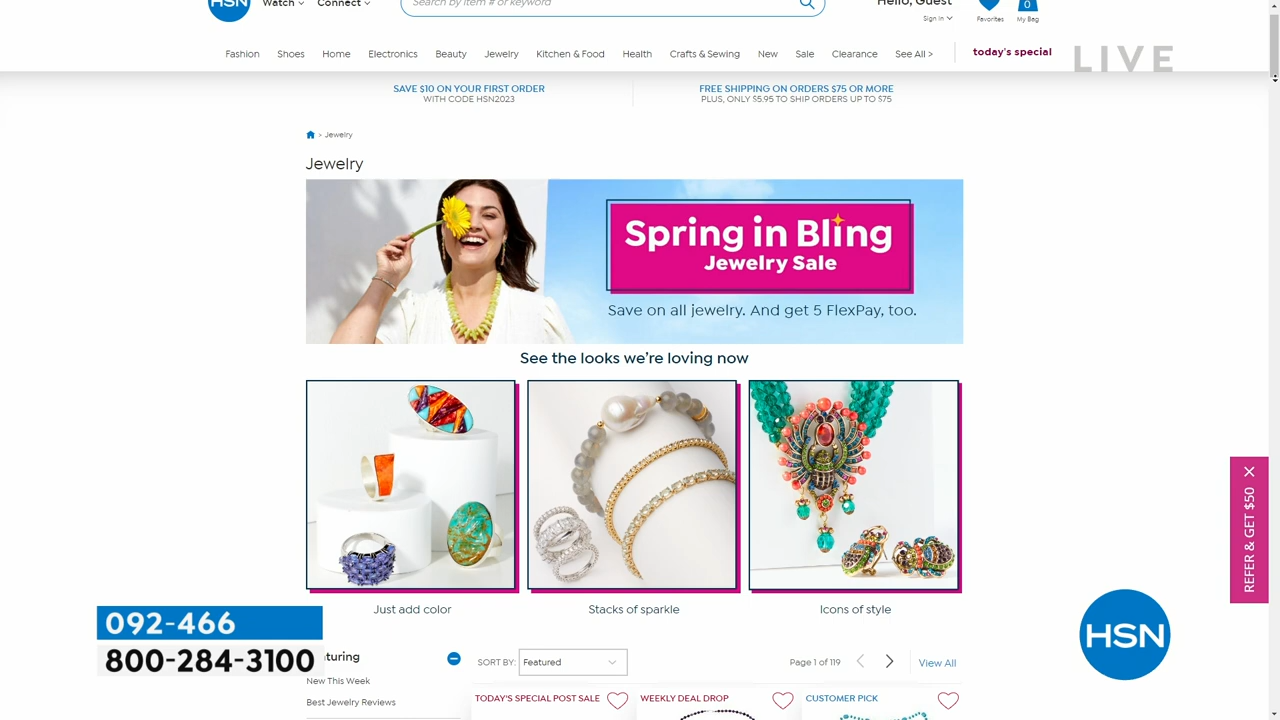 HSN
Watch
Connect
Search by item # or keyword
Hello, Guest
Sign In
Favorites
0
My Bag
Fashion
Shoes
Home
Electronics
Beauty
Jewelry
Kitchen & Food
Health
Crafts & Sewing
New
Sale
Clearance
See All >
today's special
LIVE
SAVE $10 ON YOUR FIRST ORDER
WITH CODE HSN2023
FREE SHIPPING ON ORDERS $75 OR MORE
PLUS, ONLY $5.95 TO SHIP ORDERS UP TO $75
> Jewelry
Jewelry
Spring in Bling
Jewelry Sale
Save on all jewelry. And get 5 FlexPay, too.
See the looks we're loving now
Just add color
Stacks of sparkle
Icons of style
REFER & GET $50
092-466
800-284-3100
HSN
SORT BY:
Featured
Page 1 of 119
View All
New This Week
Best Jewelry Reviews
TODAY'S SPECIAL POST SALE
WEEKLY DEAL DROP
CUSTOMER PICK